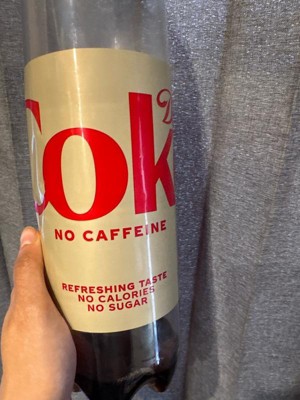 D
Cok
NO CAFFEINE
REFRESHING TASTE
NO CALORIES
NO SUGAR